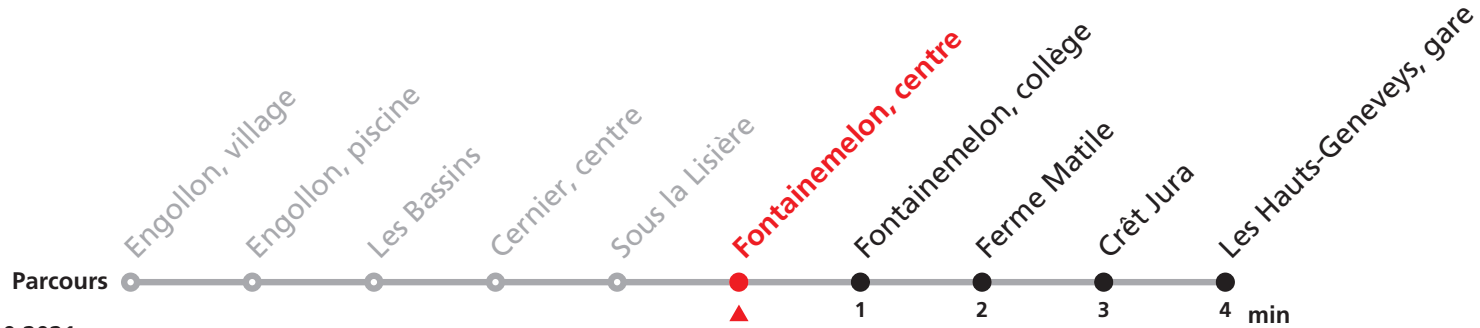 Engollon, village
Engollon, piscine
Les Bassins
Cernier, centre
Sous la Lisière
Fontainemelon, centre
Fontainemelon, collège
Ferme Matile
Crêt Jura
Les Hauts-Geneveys, gare
Parcours
1 2 3 4 min